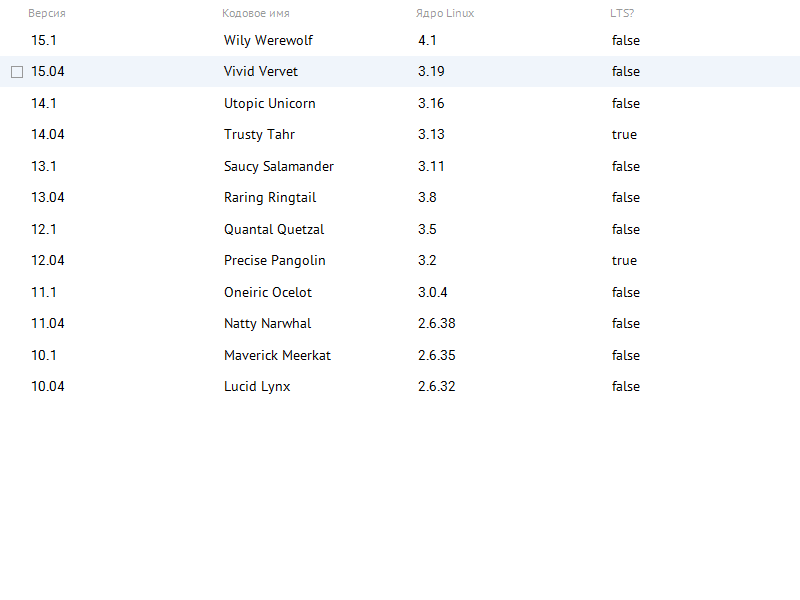 Версия Кодовое имя Ядро Linux LTS?
15.1 Wily Werewolf 4.1 false
15.04 Vivid Vervet 3.19 false
14.1 Utopic Unicorn 3.16 false
14.04 Trusty Tahr 3.13 true
13.1 Saucy Salamander 3.11 false
13.04 Raring Ringtail 3.8 false
12.1 Quantal Quetzal 3.5 false
12.04 Precise Pangolin 3.2 true
11.1 Oneiric Ocelot 3.0.4 false
11.04 Natty Narwhal 2.6.38 false
10.1 Maverick Meerkat 2.6.35 false
10.04 Lucid Lynx 2.6.32 false